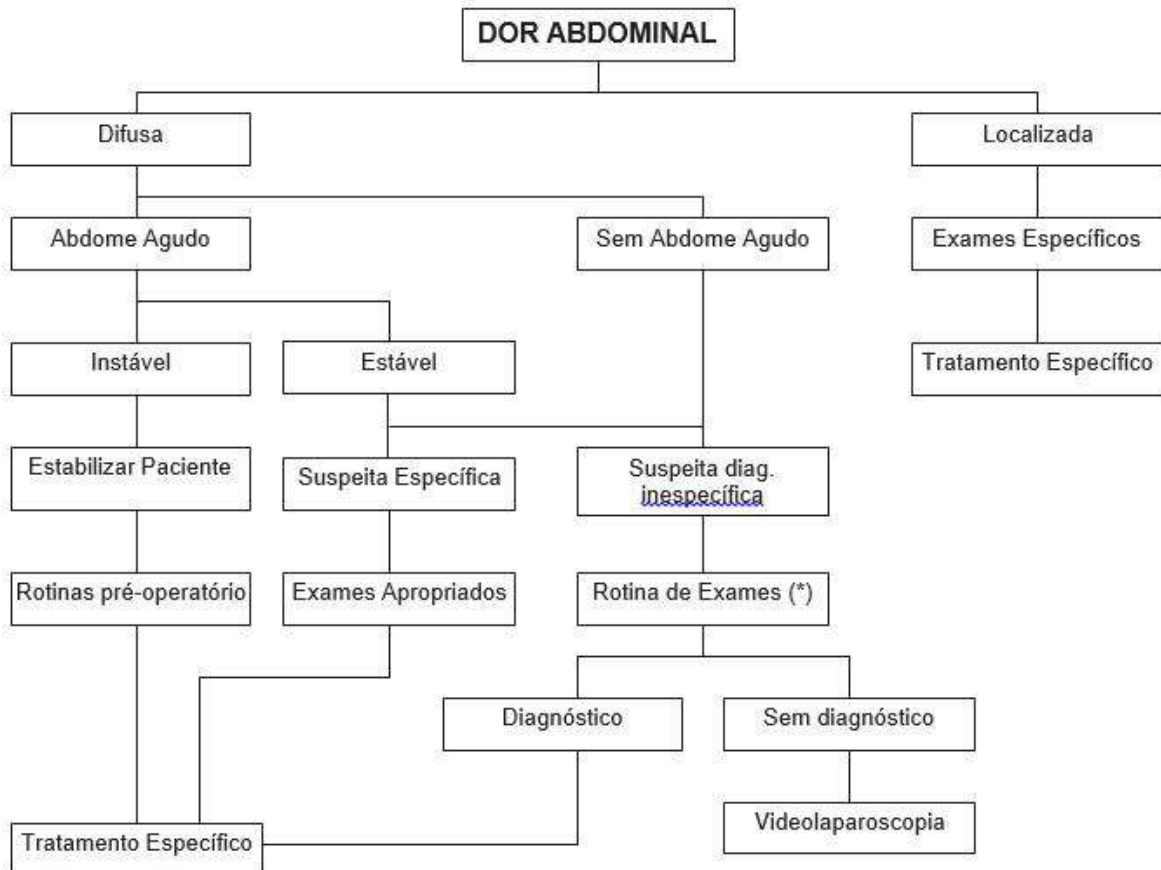 DOR ABDOMINAL
Difusa
Localizada
Abdome Agudo
Sem Abdome Agudo
Exames Específicos
Instável
Estável
Tratamento Específico
Estabilizar Paciente
Suspeita Específica
Suspeita diag.
inespecífica
Rotinas pré-operatório
Exames Apropriados
Rotina de Exames (*)
Diagnóstico
Sem diagnóstico
Videolaparoscopia
Tratamento Específico